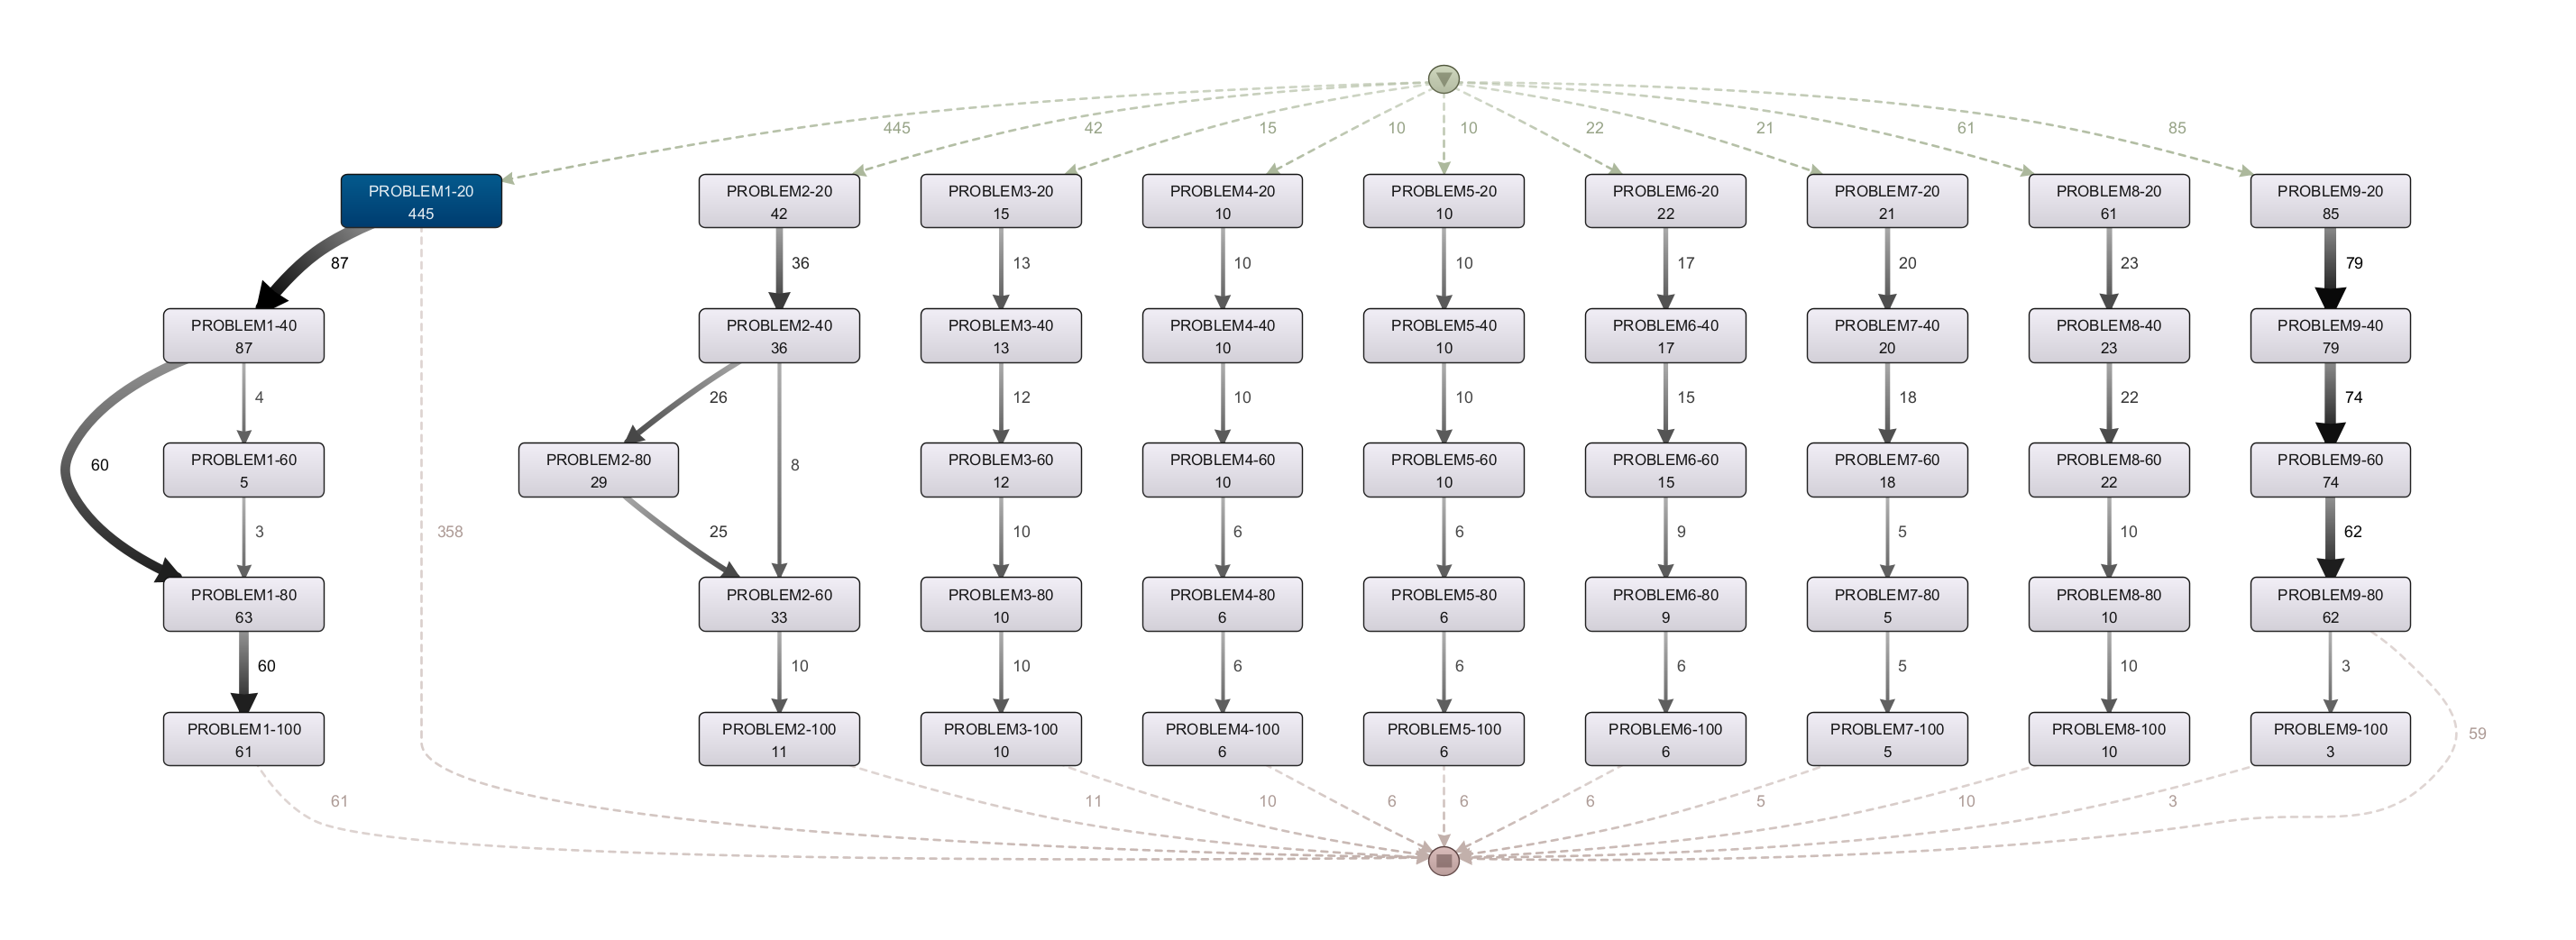 445
42
15
10
10
22
21
61
85
PROBLEM1-20
445
PROBLEM2-20
42
PROBLEM3-20
15
PROBLEM4-20
10
PROBLEM5-20
10
PROBLEM6-20
22
PROBLEM7-20
21
PROBLEM8-20
61
PROBLEM9-20
85
87
36
13
10
10
17
20
23
79
PROBLEM1-40
87
PROBLEM2-40
36
PROBLEM3-40
13
PROBLEM4-40
10
PROBLEM5-40
10
PROBLEM6-40
17
PROBLEM7-40
20
PROBLEM8-40
23
PROBLEM9-40
79
4
26
12
10
10
15
18
22
74
60
PROBLEM1-60
5
PROBLEM2-80
29
8
PROBLEM3-60
12
PROBLEM4-60
10
PROBLEM5-60
10
PROBLEM6-60
15
PROBLEM7-60
18
PROBLEM8-60
22
PROBLEM9-60
74
3
358
25
10
6
6
9
5
10
62
PROBLEM1-80
63
PROBLEM2-60
33
PROBLEM3-80
10
PROBLEM4-80
6
PROBLEM5-80
6
PROBLEM6-80
9
PROBLEM7-80
5
PROBLEM8-80
10
PROBLEM9-80
62
60
10
10
6
6
6
5
10
3
PROBLEM1-100
61
PROBLEM2-100
11
PROBLEM3-100
10
PROBLEM4-100
6
PROBLEM5-100
6
PROBLEM6-100
6
PROBLEM7-100
5
PROBLEM8-100
10
PROBLEM9-100
3
59
61
11
10
6
6
6
5
10
3